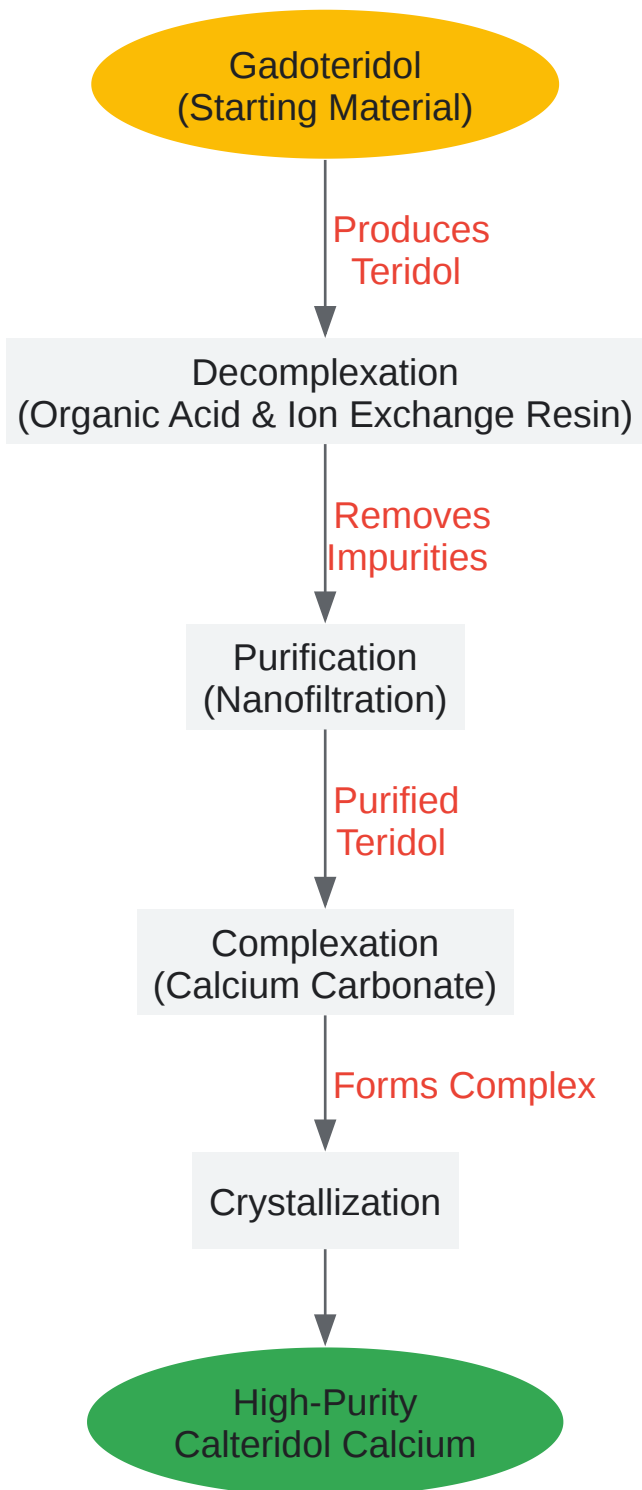 Gadoteridol
(Starting Material)
Produces
Teridol
Decomplexation
(Organic Acid & Ion Exchange Resin)
Removes
Impurities
Purification
(Nanofiltration)
Purified
Teridol
Complexation
(Calcium Carbonate)
Forms Complex
Crystallization
High-Purity
Calteridol Calcium